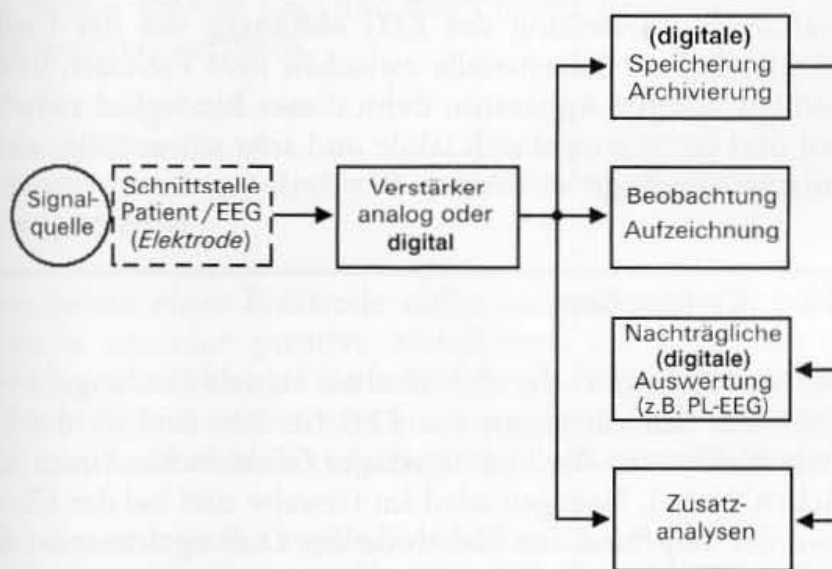 Signal-
quelle
Schnittstelle
Patient/EEG
(Elektrode)
Verstärker
analog oder
digital
(digitale)
Speicherung
Archivierung
Beobachtung
Aufzeichnung
Nachträgliche
(digitale)
Auswertung
(z.B. PL-EEG)
Zusatz-
analysen